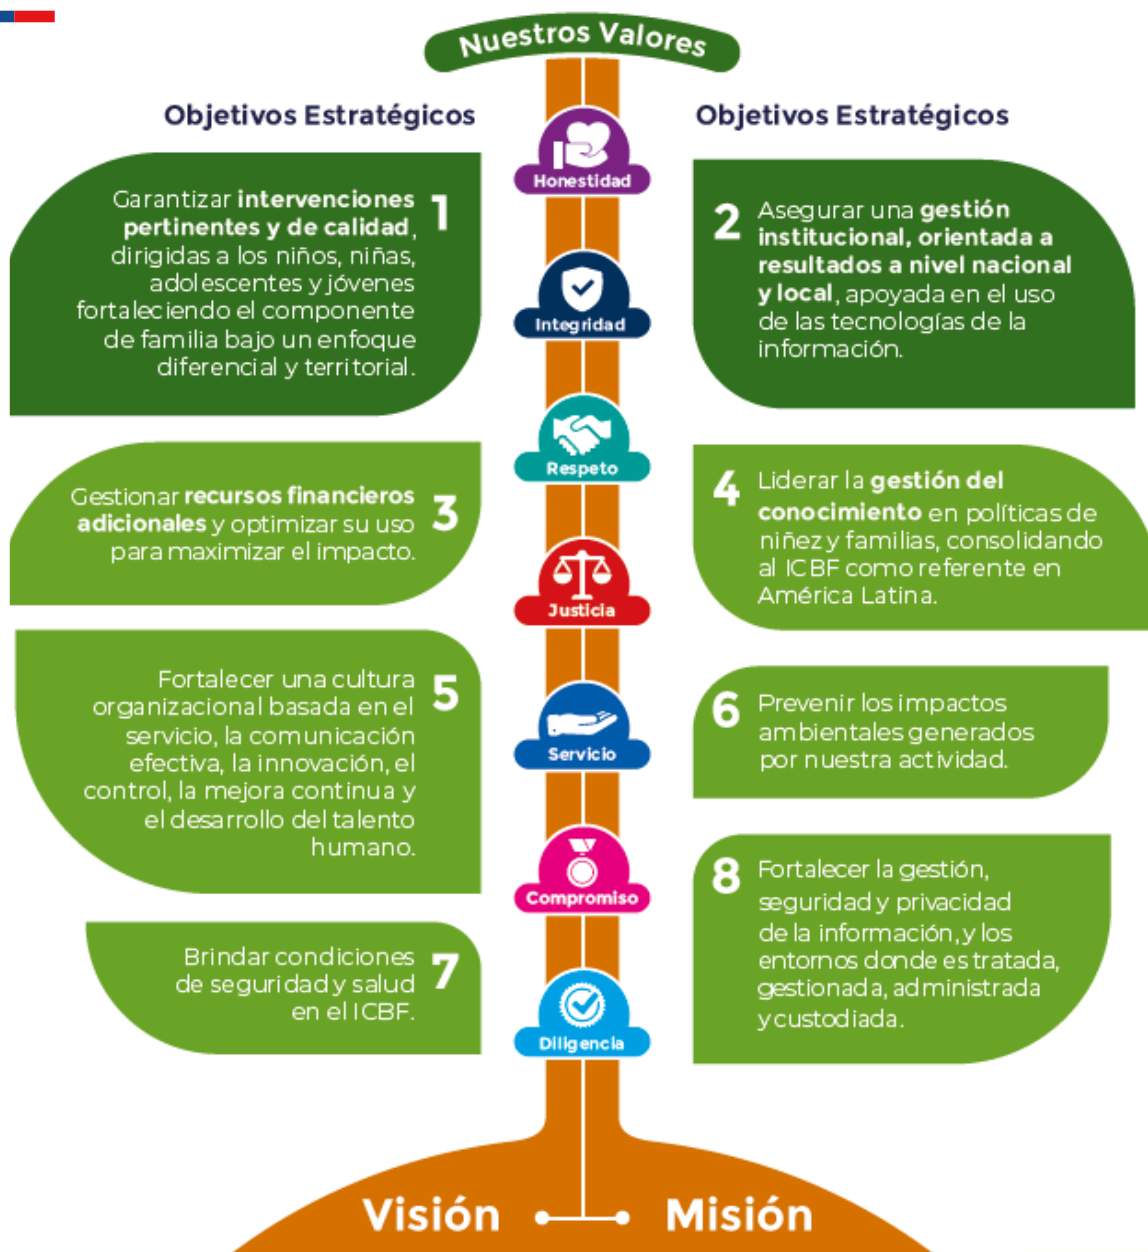 Nuestros Valores
Objetivos Estratégicos
Objetivos Estratégicos
Honestidad
1
Garantizar intervenciones
pertinentes y de calidad,
dirigidas a los niños, niñas,
adolescentes y jóvenes
fortaleciendo el componente
de familia bajo un enfoque
diferencial y territorial.
2
Asegurar una gestión
institucional, orientada a
resultados a nivel nacional
y local, apoyada en el uso
de las tecnologías de la
información.
Integridad
Respeto
3
Gestionar recursos financieros
adicionales y optimizar su uso
para maximizar el impacto.
4
Liderar la gestión del
conocimiento en políticas de
niñez y familias, consolidando
al ICBF como referente en
América Latina.
Justicia
5
Fortalecer una cultura
organizacional basada en el
servicio, la comunicación
efectiva, la innovación, el
control, la mejora continua y
el desarrollo del talento
humano.
6
Prevenir los impactos
ambientales generados
por nuestra actividad.
Servicio
Compromiso
7
Brindar condiciones
de seguridad y salud
en el ICBF.
8
Fortalecer la gestión,
seguridad y privacidad
de la información, y los
entornos donde es tratada,
gestionada, administrada
y custodiada.
Diligencia
Visión
Misión